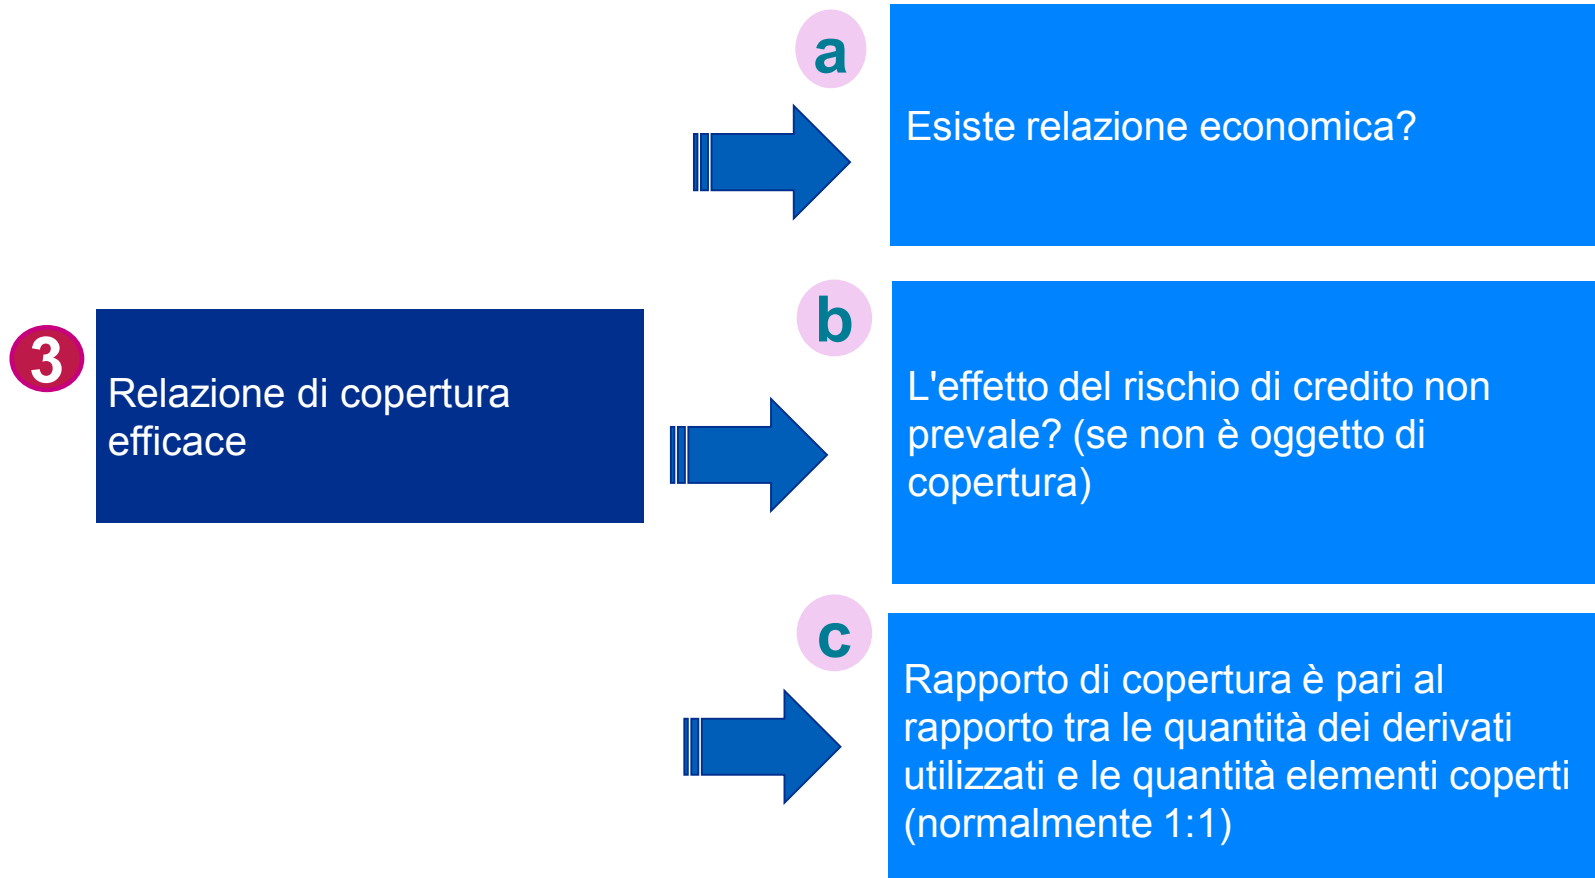 3
Relazione di copertura
efficace
a
Esiste relazione economica?
b
L'effetto del rischio di credito non
prevale? (se non è oggetto di
copertura)
c
Rapporto di copertura è pari al
rapporto tra le quantità dei derivati
utilizzati e le quantità elementi coperti
(normalmente 1:1)